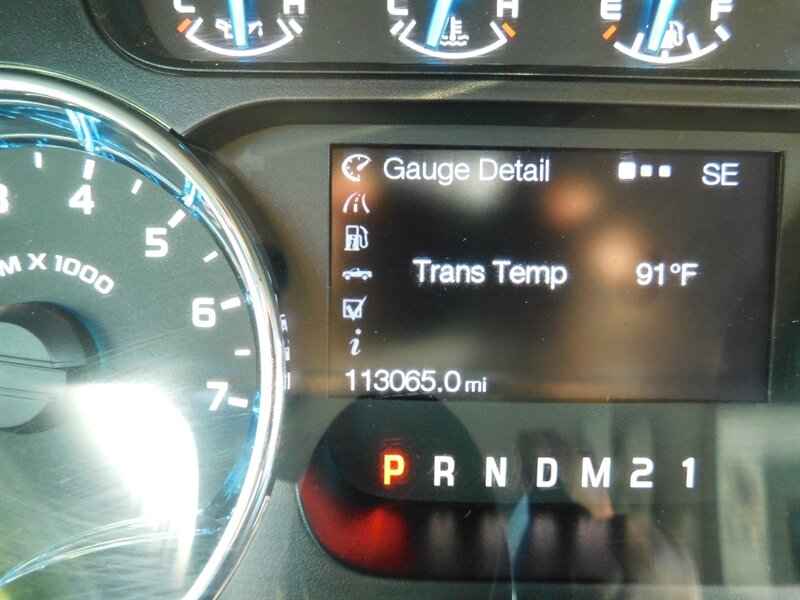 C H C H E F
Gauge Detail SE
4
5
M X 1000
Trans Temp 91°F
6
7
113065.0 mi
P R N D M 2 1